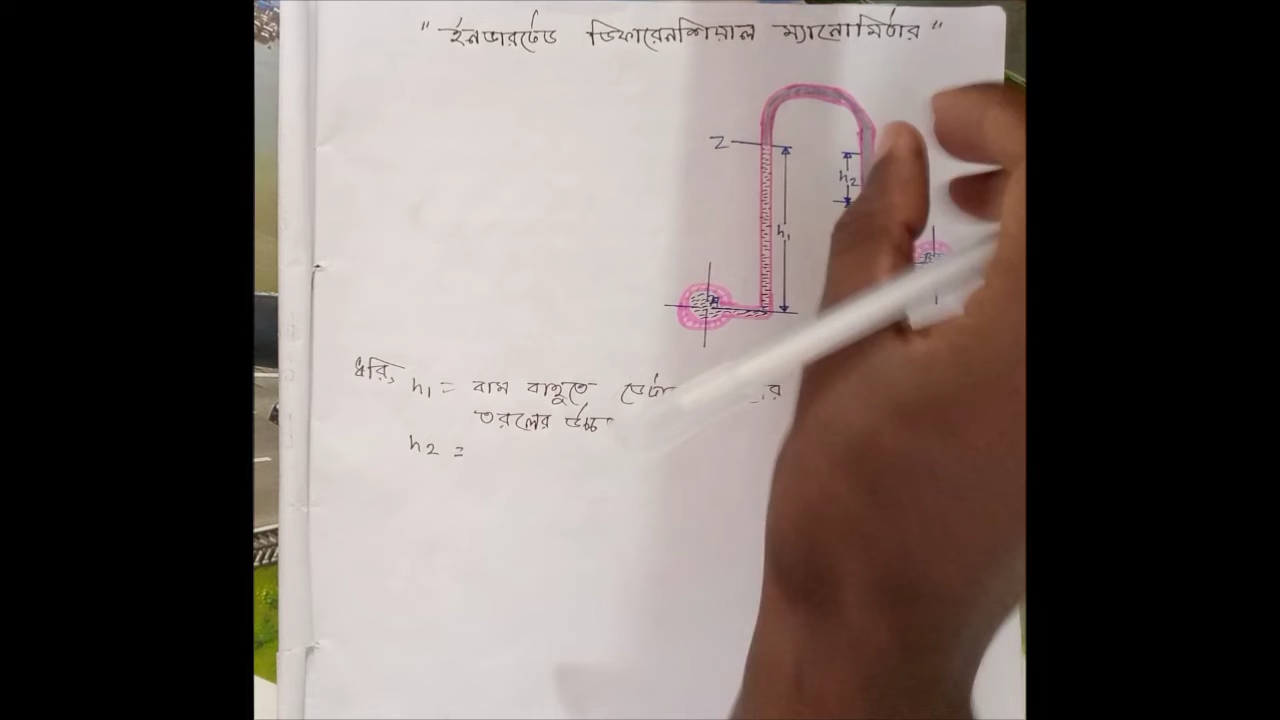 "ইনভারটেড ডিফারেনশিয়াল ম্যানোমিটার"
Z
h2
h1
A
B
ধরি, h1 = বাম বাহুতে
তরলের
h2 =